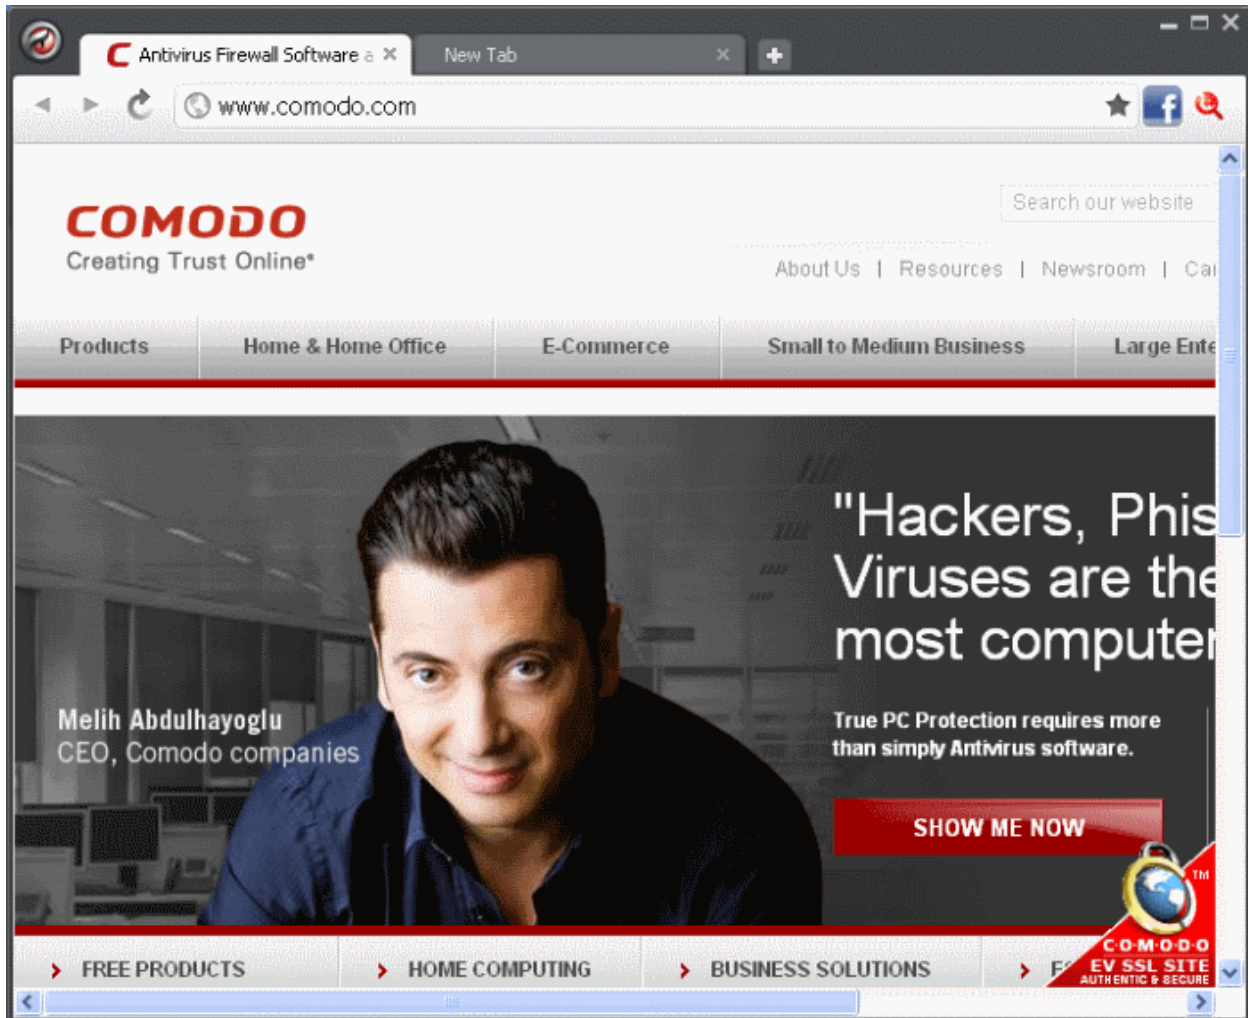 Antivirus Firewall Software a
New Tab
www.comodo.com
COMODO
Creating Trust Online®
Search our website
About Us | Resources | Newsroom | Car
Products Home & Home Office E-Commerce Small to Medium Business Large Ente
"Hackers, Phis
Viruses are the
most computer
Melih Abdulhayoglu
CEO, Comodo companies
True PC Protection requires more
than simply Antivirus software.
SHOW ME NOW
TM
C·O·M·O·D·O
EV SSL SITE
AUTHENTIC & SECURE
FREE PRODUCTS HOME COMPUTING BUSINESS SOLUTIONS